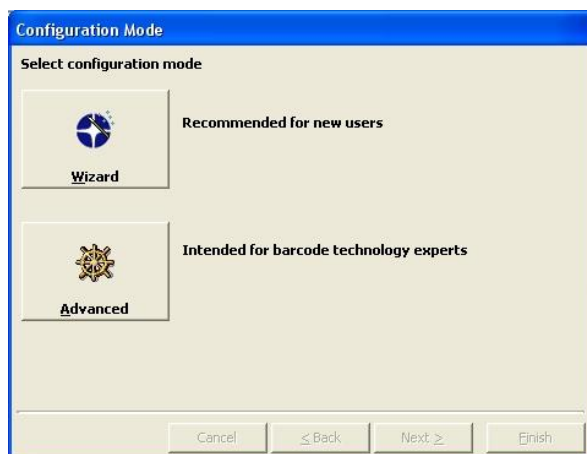 Configuration Mode
Select configuration mode
Recommended for new users
Wizard
Intended for barcode technology experts
Advanced
Cancel
< Back
Next >
Finish